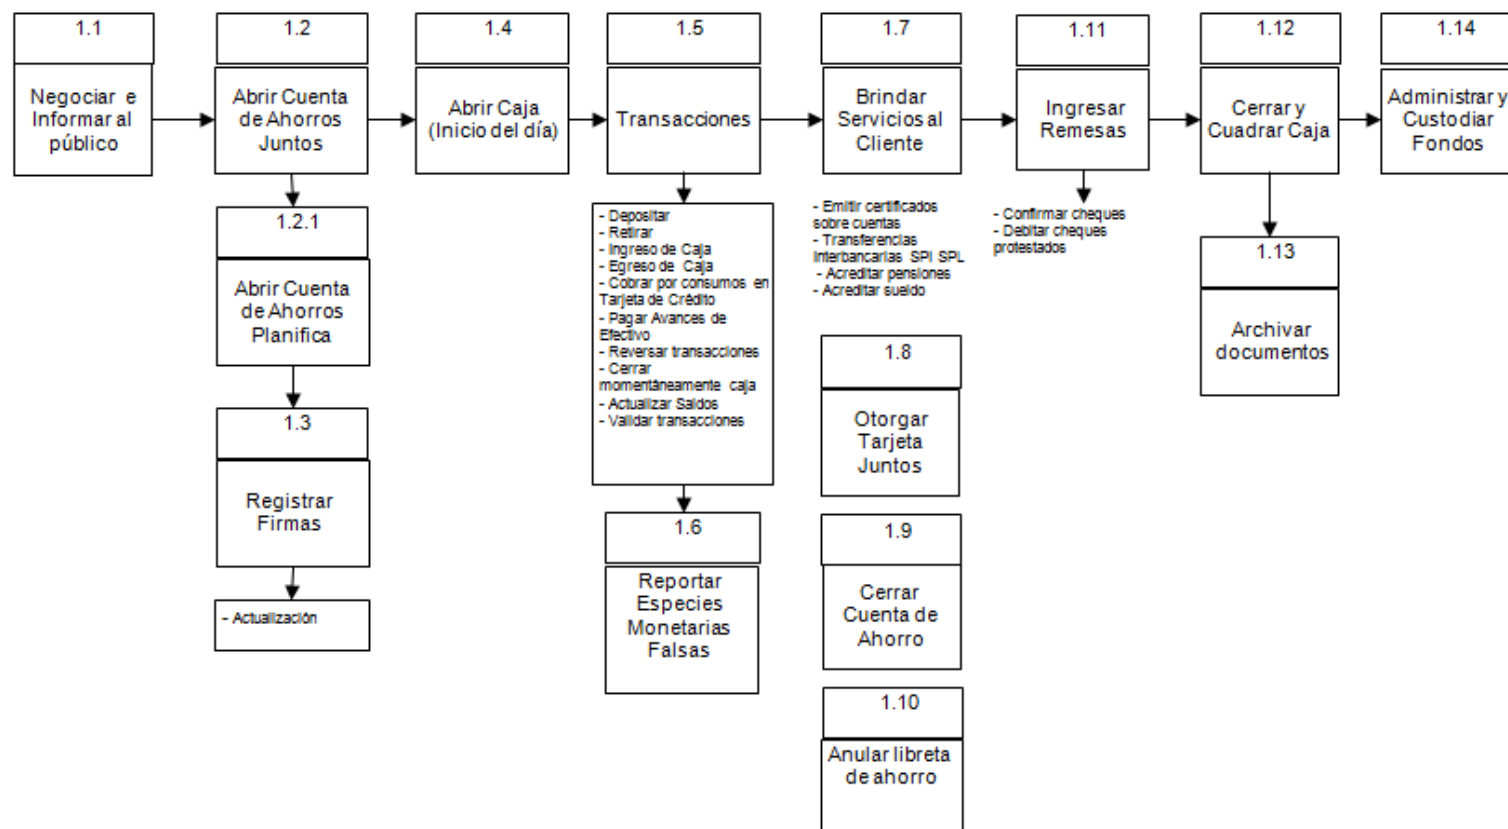 1.1
Negociar e
Informar al
público
1.2
Abrir Cuenta
de Ahorros
Juntos
1.2.1
Abrir Cuenta
de Ahorros
Planifica
1.3
Registrar
Firmas
- Actualización
1.4
Abrir Caja
(Inicio del día)
1.5
Transacciones
- Depositar
- Retirar
- Ingreso de Caja
- Egreso de Caja
- Cobrar por consumos en
Tarjeta de Crédito
- Pagar Avances de
Efectivo
- Reversar transacciones
- Cerrar
momentáneamente caja
- Actualizar Saldos
- Validar transacciones
1.6
Reportar
Especies
Monetarias
Falsas
1.7
Brindar
Servicios al
Cliente
- Emitir certificados
sobre cuentas
- Transferencias
Interbancarias SPI SPL
- Acreditar pensiones
- Acreditar sueldo
1.8
Otorgar
Tarjeta
Juntos
1.9
Cerrar
Cuenta de
Ahorro
1.10
Anular libreta
de ahorro
1.11
Ingresar
Remesas
- Confirmar cheques
- Debitar cheques
protestados
1.12
Cerrar y
Cuadrar Caja
1.13
Archivar
documentos
1.14
Administrar y
Custodiar
Fondos